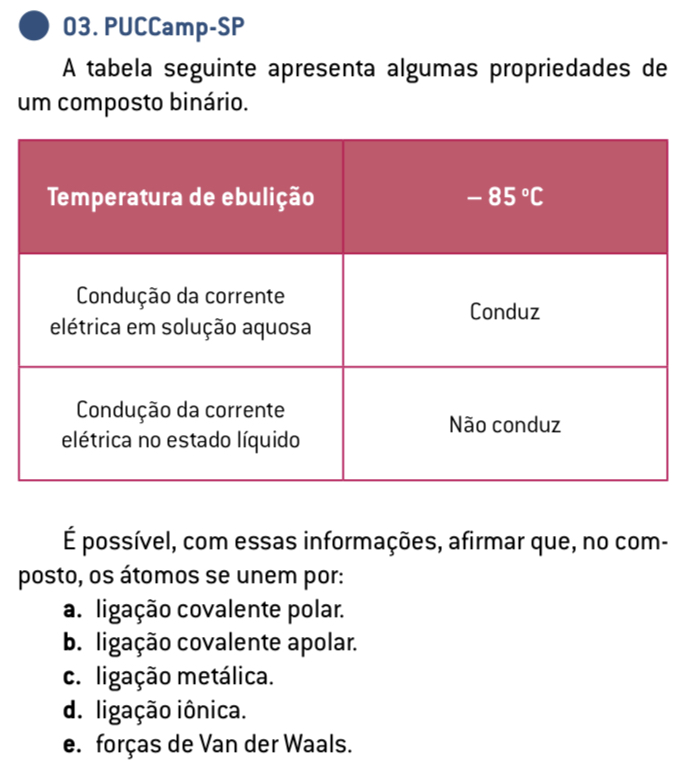 03. PUCCamp-SP
A tabela seguinte apresenta algumas propriedades de
um composto binário.
Temperatura de ebulição
– 85 ºC
Condução da corrente
elétrica em solução aquosa
Conduz
Condução da corrente
elétrica no estado líquido
Não conduz
É possível, com essas informações, afirmar que, no com-
posto, os átomos se unem por:
a. ligação covalente polar.
b. ligação covalente apolar.
c. ligação metálica.
d. ligação iônica.
e. forças de Van der Waals.